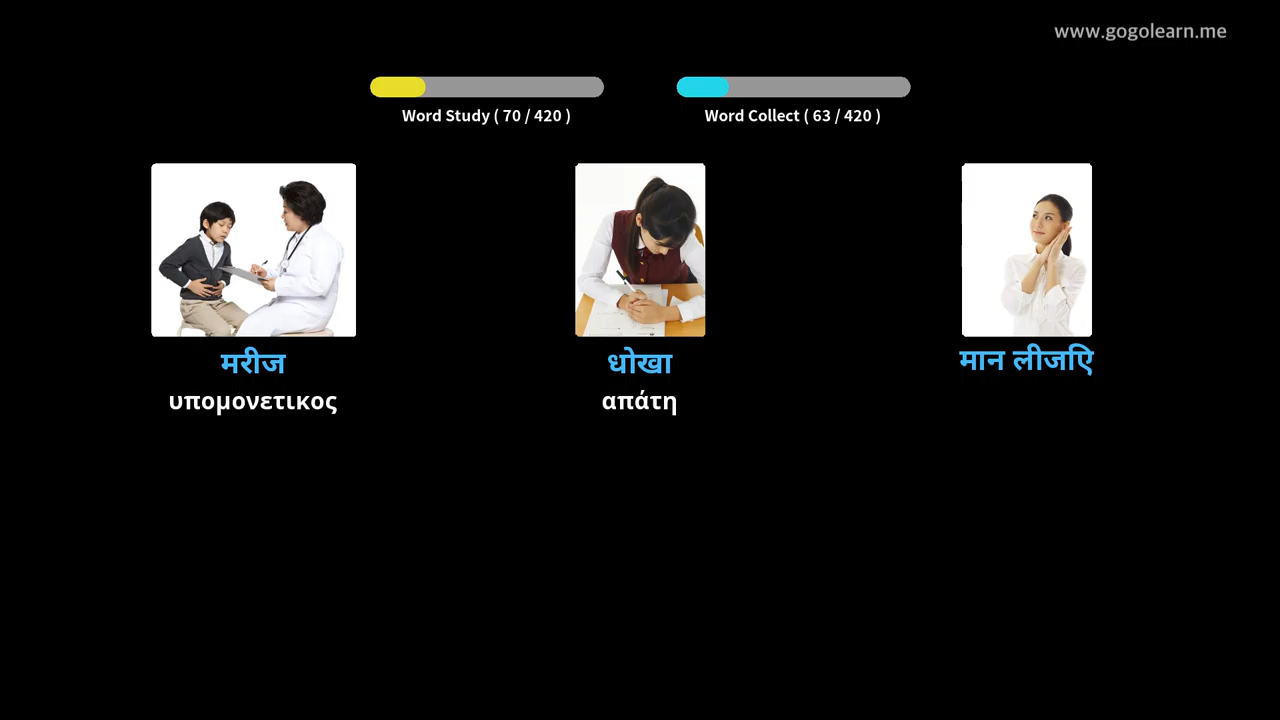 www.gogolearn.me
Word Study ( 70 / 420 )
Word Collect ( 63 / 420 )
मरीज
धोखा
मान लीजिए
υπομονετικος
απάτη